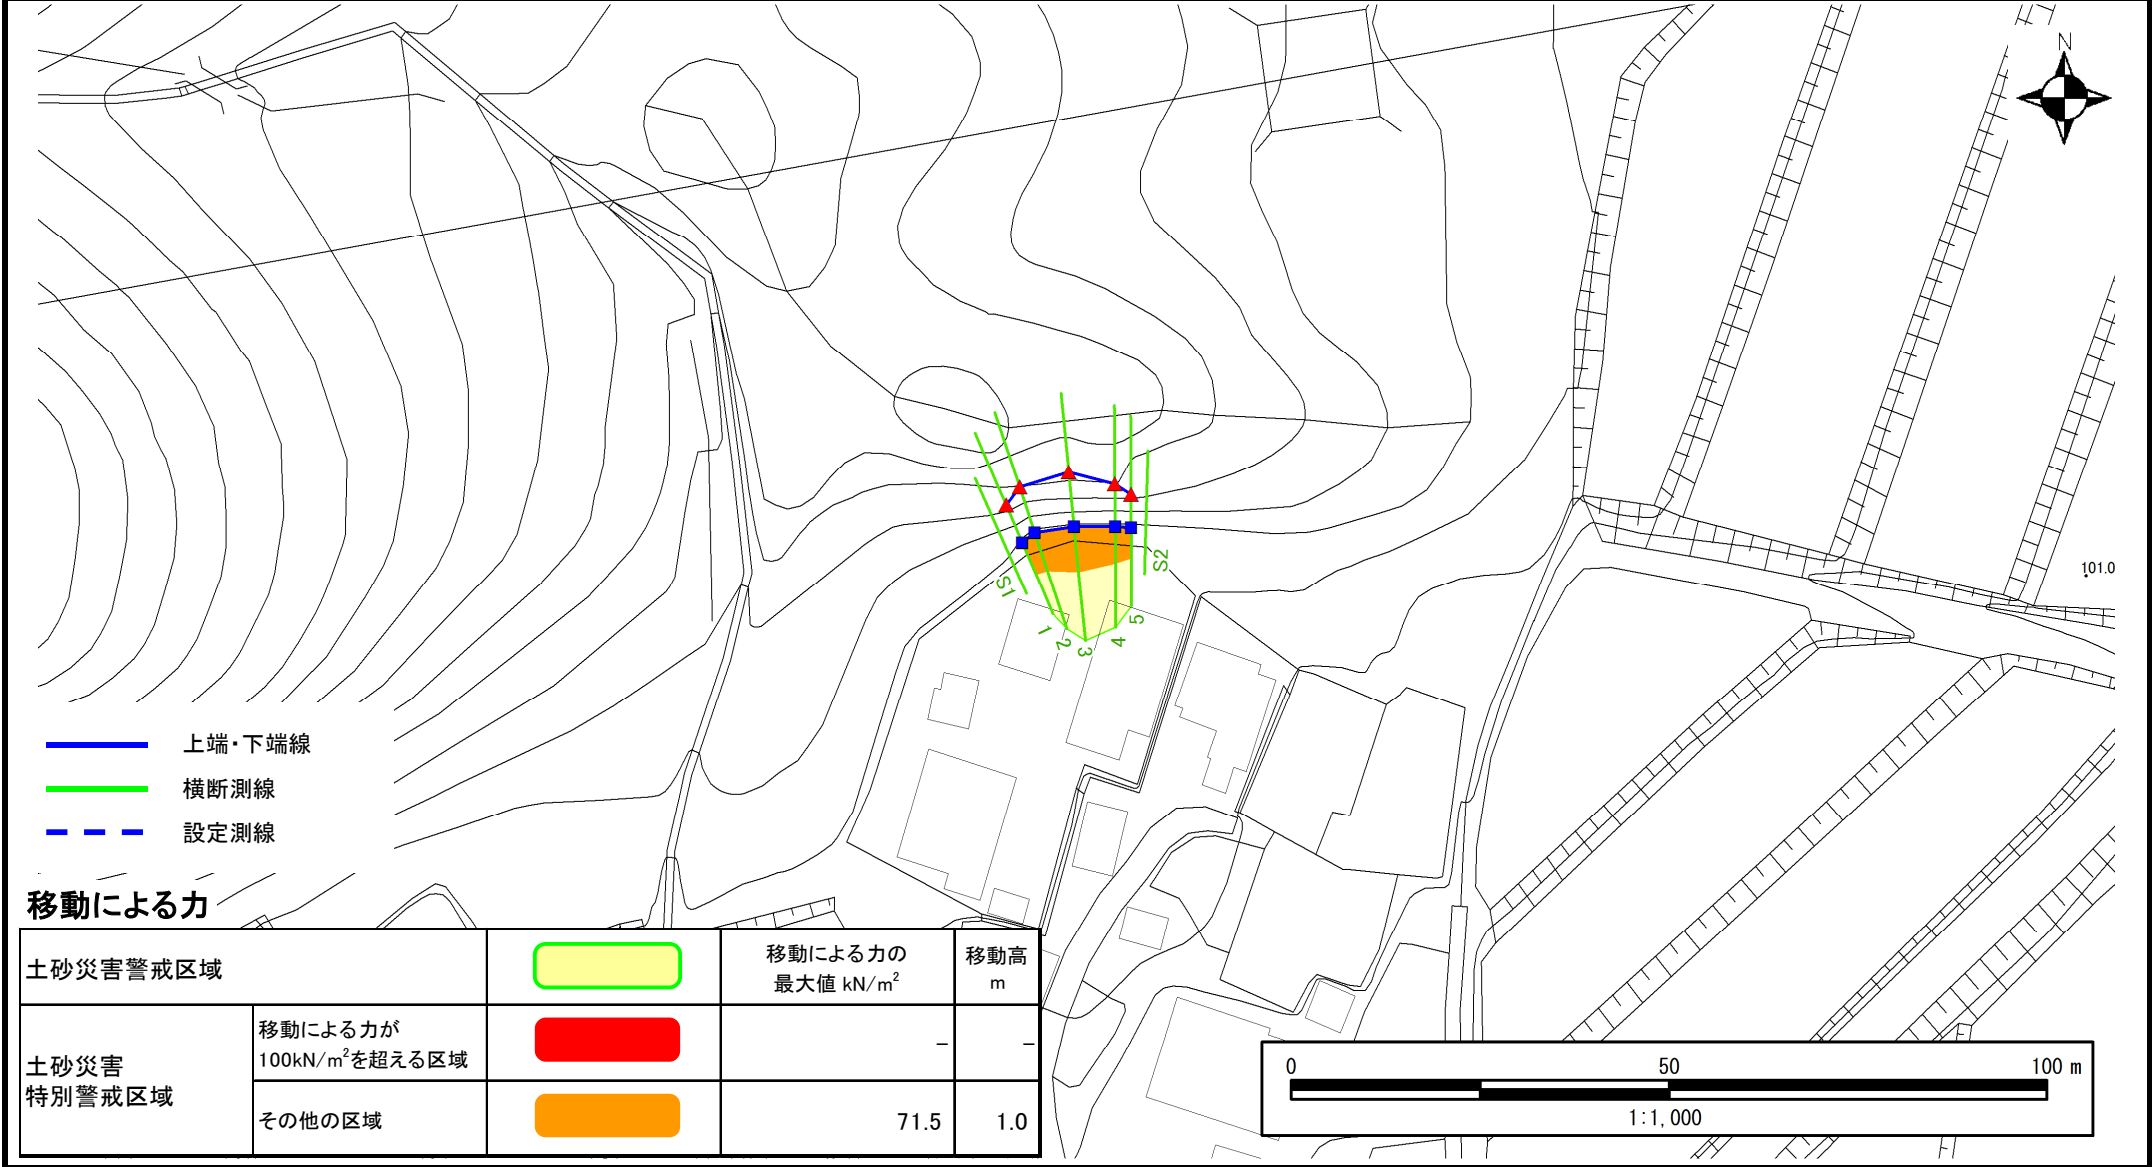 N
101.0
S1
S2
1
2
3
4
5
上端・下端線
横断測線
設定測線
移動による力
土砂災害警戒区域
移動による力の
最大値 kN/m²
移動高
m
土砂災害
特別警戒区域
移動による力が
100kN/m²を超える区域
－
－
その他の区域
71.5
1.0
0 50 100 m
1:1,000